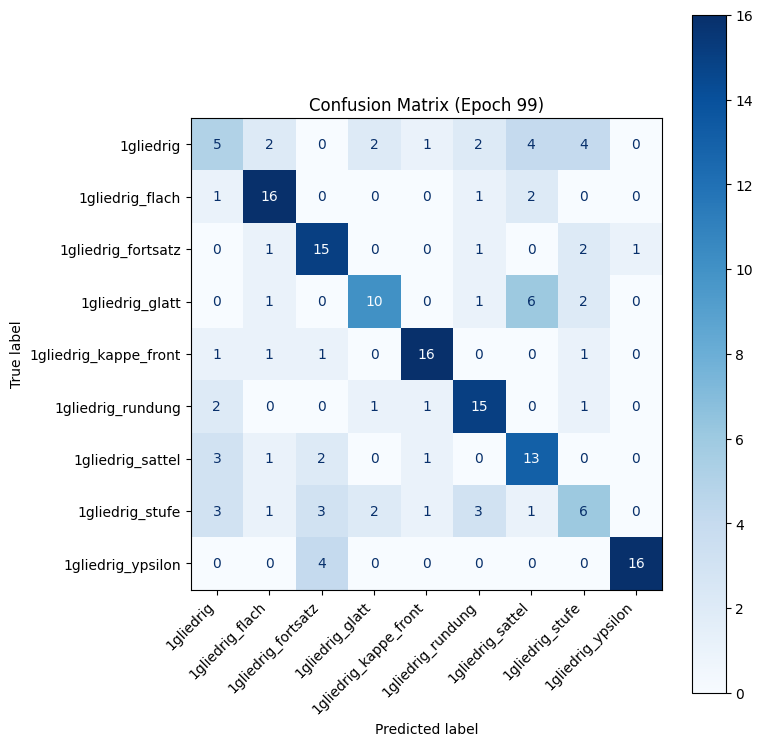 Confusion Matrix (Epoch 99)
True label
1gliedrig 5 2 0 2 1 2 4 4 0
1gliedrig_flach 1 16 0 0 0 1 2 0 0
1gliedrig_fortsatz 0 1 15 0 0 1 0 2 1
1gliedrig_glatt 0 1 0 10 0 1 6 2 0
1gliedrig_kappe_front 1 1 1 0 16 0 0 1 0
1gliedrig_rundung 2 0 0 1 1 15 0 1 0
1gliedrig_sattel 3 1 2 0 1 0 13 0 0
1gliedrig_stufe 3 1 3 2 1 3 1 6 0
1gliedrig_ypsilon 0 0 4 0 0 0 0 0 16
1gliedrig
1gliedrig_flach
1gliedrig_fortsatz
1gliedrig_glatt
1gliedrig_kappe_front
1gliedrig_rundung
1gliedrig_sattel
1gliedrig_stufe
1gliedrig_ypsilon
Predicted label
16
14
12
10
8
6
4
2
0